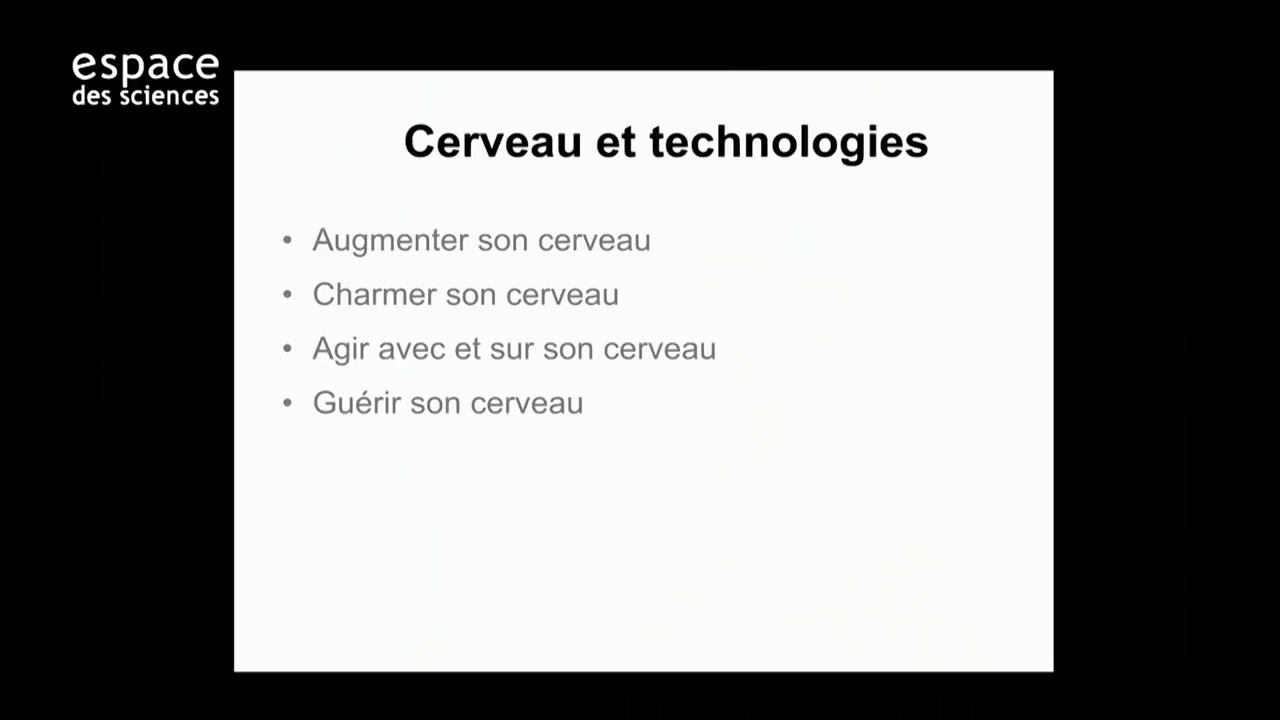 espace
des sciences
Cerveau et technologies
• Augmenter son cerveau
• Charmer son cerveau
• Agir avec et sur son cerveau
• Guérir son cerveau